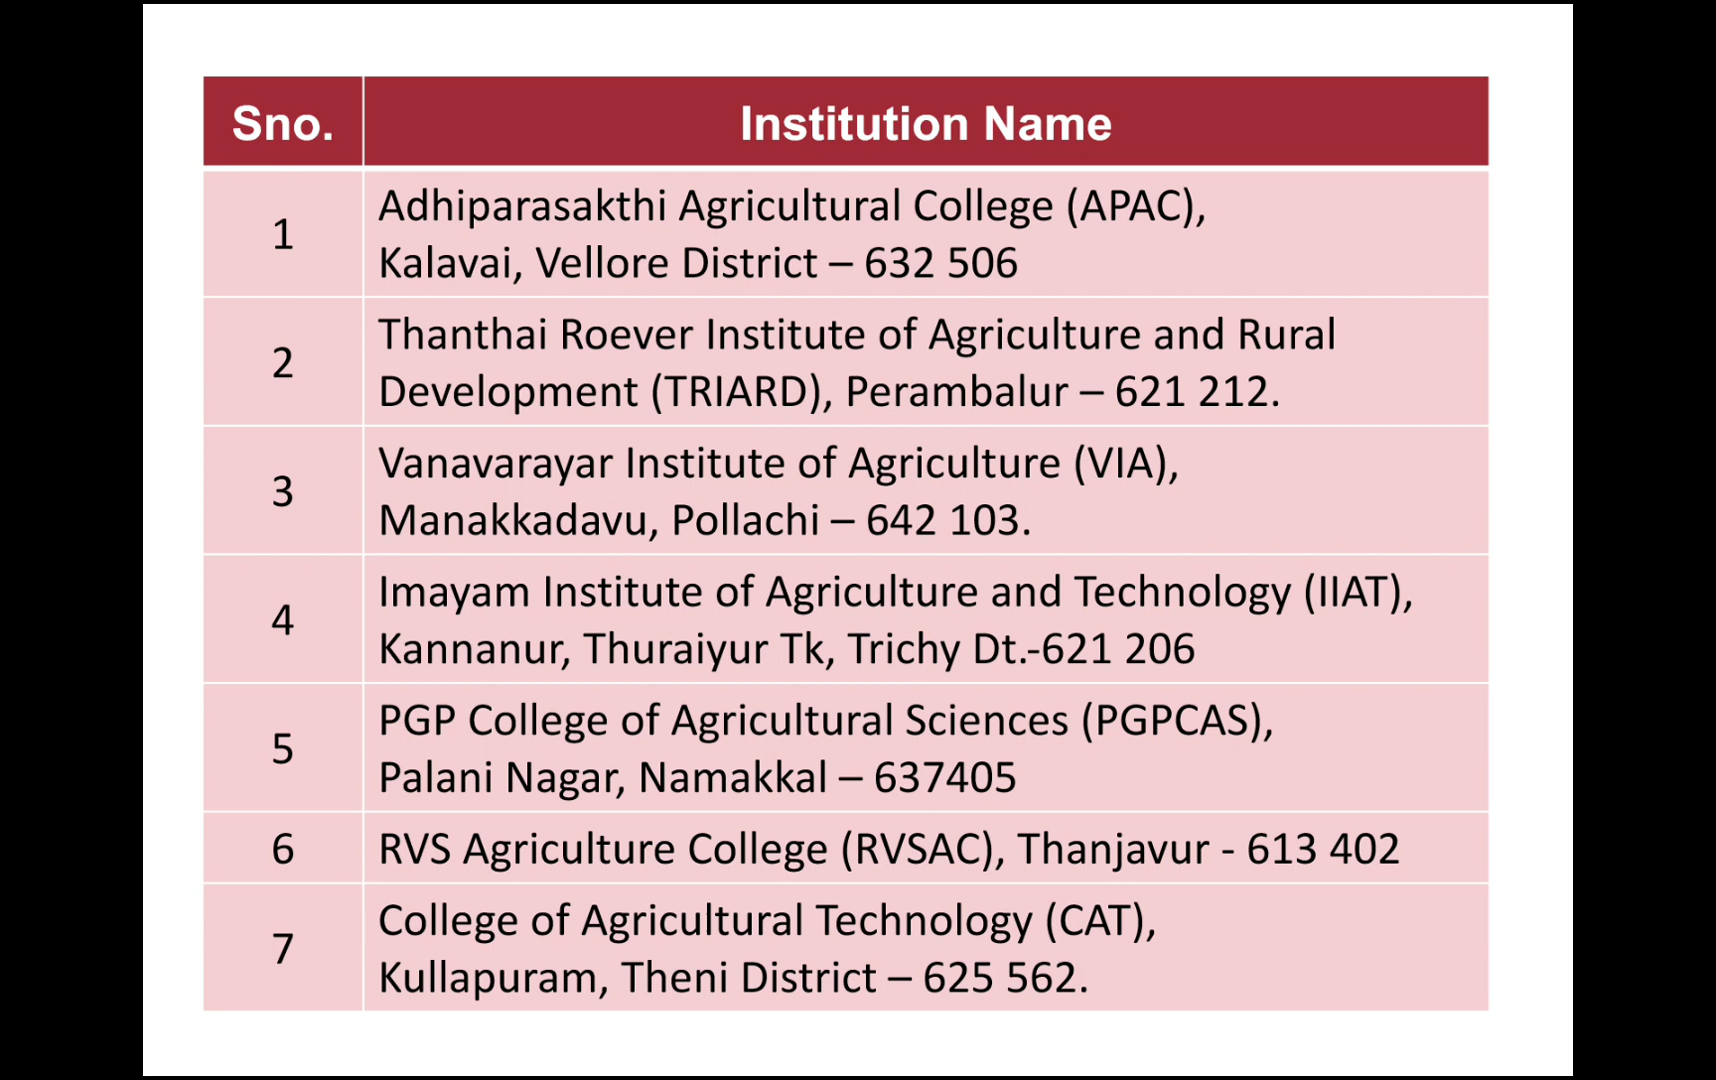 Sno. Institution Name
1 Adhiparasakthi Agricultural College (APAC),
Kalavai, Vellore District – 632 506
2 Thanthai Roever Institute of Agriculture and Rural
Development (TRIARD), Perambalur – 621 212.
3 Vanavarayar Institute of Agriculture (VIA),
Manakkadavu, Pollachi – 642 103.
4 Imayam Institute of Agriculture and Technology (IIAT),
Kannanur, Thuraiyur Tk, Trichy Dt.-621 206
5 PGP College of Agricultural Sciences (PGPCAS),
Palani Nagar, Namakkal – 637405
6 RVS Agriculture College (RVSAC), Thanjavur - 613 402
7 College of Agricultural Technology (CAT),
Kullapuram, Theni District – 625 562.